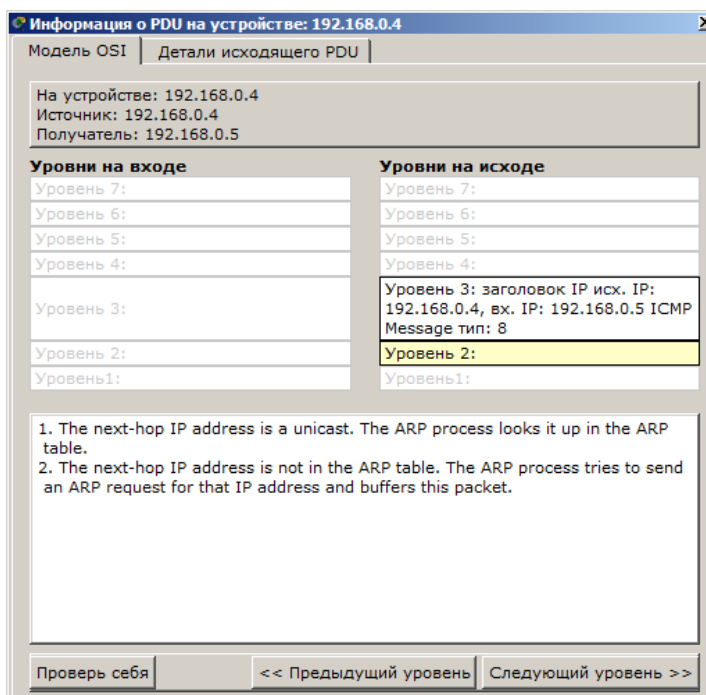 Информация о PDU на устройстве: 192.168.0.4
Модель OSI
Детали исходящего PDU
На устройстве: 192.168.0.4
Источник: 192.168.0.4
Получатель: 192.168.0.5
Уровни на входе
Уровень 7:
Уровень 6:
Уровень 5:
Уровень 4:
Уровень 3:
Уровень 2:
Уровень1:
Уровни на исходе
Уровень 7:
Уровень 6:
Уровень 5:
Уровень 4:
Уровень 3: заголовок IP исх. IP:
192.168.0.4, вх. IP: 192.168.0.5 ICMP
Message тип: 8
Уровень 2:
Уровень1:
1. The next-hop IP address is a unicast. The ARP process looks it up in the ARP
table.
2. The next-hop IP address is not in the ARP table. The ARP process tries to send
an ARP request for that IP address and buffers this packet.
Проверь себя
<< Предыдущий уровень
Следующий уровень >>